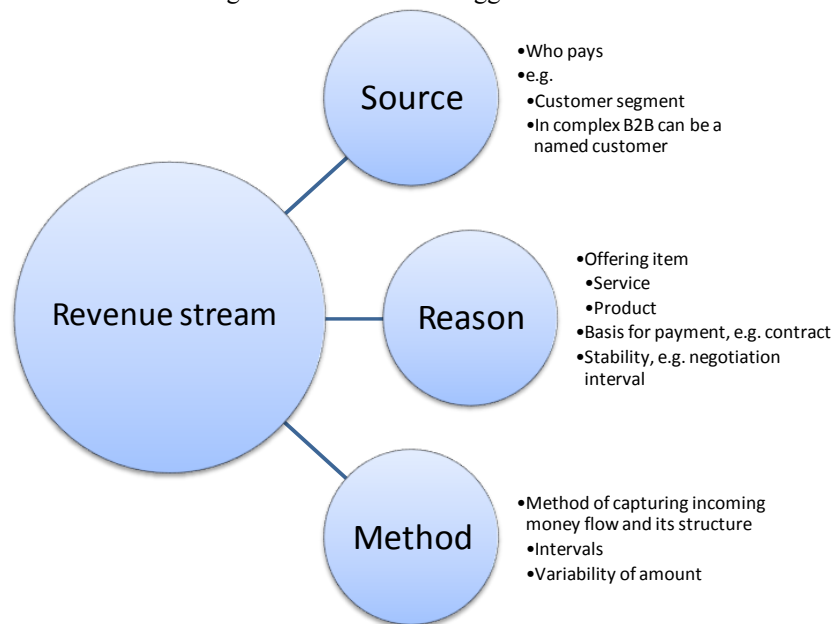 Source
•Who pays
•e.g.
•Customer segment
•In complex B2B can be a
named customer
Revenue stream
Reason
•Offering item
•Service
•Product
•Basis for payment, e.g. contract
•Stability, e.g. negotiation
interval
Method
•Method of capturing incoming
money flow and its structure
•Intervals
•Variability of amount